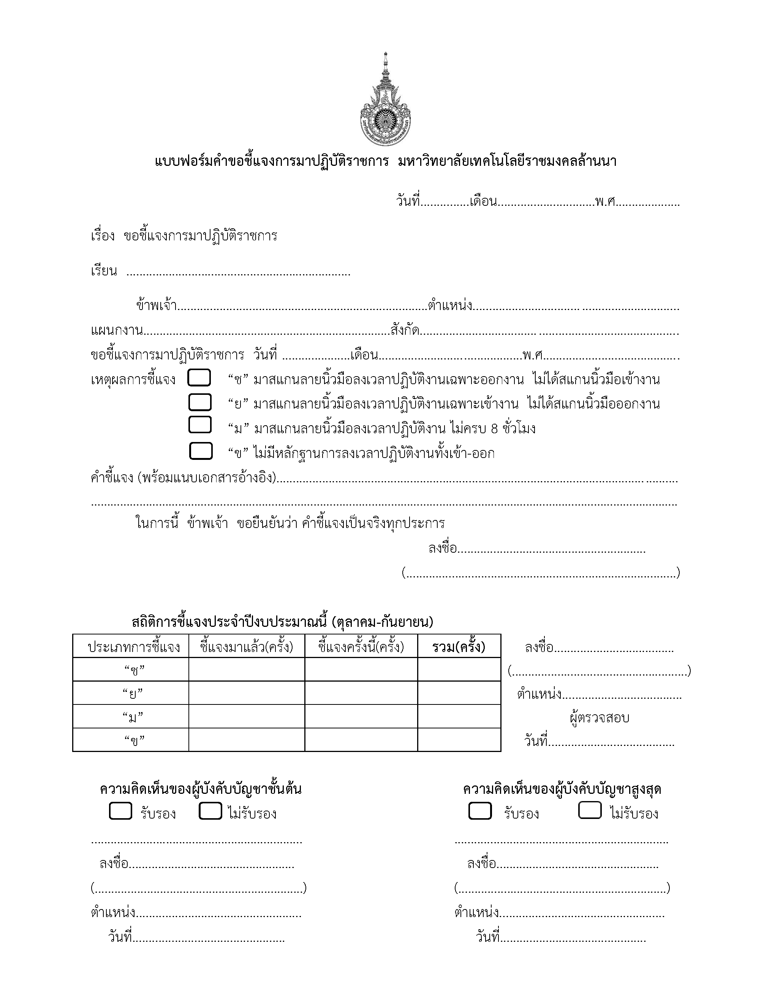 มหาวิทยาลัยเทคโนโลยีราชมงคลล้านนา
แบบฟอร์มคำขอชี้แจงการมาปฏิบัติราชการ  มหาวิทยาลัยเทคโนโลยีราชมงคลล้านนา
วันที่...............เดือน..............................พ.ศ....................
เรื่อง  ขอชี้แจงการมาปฏิบัติราชการ
เรียน  .....................................................................
ข้าพเจ้า.............................................................................ตำแหน่ง................................................................
แผนกงาน............................................................................สังกัด................................................................................
ขอชี้แจงการมาปฏิบัติราชการ  วันที่ .....................เดือน............................................พ.ศ..........................................
เหตุผลการชี้แจง  “ช” มาสแกนลายนิ้วมือลงเวลาปฏิบัติงานเฉพาะออกงาน  ไม่ได้สแกนนิ้วมือเข้างาน
“ย” มาสแกนลายนิ้วมือลงเวลาปฏิบัติงานเฉพาะเข้างาน  ไม่ได้สแกนนิ้วมือออกงาน
“ม” มาสแกนลายนิ้วมือลงเวลาปฏิบัติงาน ไม่ครบ 8 ชั่วโมง
“ข” ไม่มีหลักฐานการลงเวลาปฏิบัติงานทั้งเข้า-ออก
คำชี้แจง (พร้อมแนบเอกสารอ้างอิง)...........................................................................................................................
....................................................................................................................................................................................
ในการนี้  ข้าพเจ้า  ขอยืนยันว่า คำชี้แจงเป็นจริงทุกประการ
ลงชื่อ..........................................................
(...................................................................................)
สถิติการชี้แจงประจำปีงบประมาณนี้ (ตุลาคม-กันยายน)
ประเภทการชี้แจง  ชี้แจงมาแล้ว(ครั้ง)  ชี้แจงครั้งนี้(ครั้ง)  รวม(ครั้ง)  ลงชื่อ.....................................
“ช”  (......................................................)
“ย”  ตำแหน่ง.....................................
“ม”  ผู้ตรวจสอบ
“ข”  วันที่.......................................
ความคิดเห็นของผู้บังคับบัญชาชั้นต้น  ความคิดเห็นของผู้บังคับบัญชาสูงสุด
รับรอง  ไม่รับรอง  รับรอง  ไม่รับรอง
.................................................................  ..................................................................
ลงชื่อ...................................................  ลงชื่อ..................................................
(................................................................)  (................................................................)
ตำแหน่ง...................................................  ตำแหน่ง...................................................
วันที่...............................................  วันที่.............................................